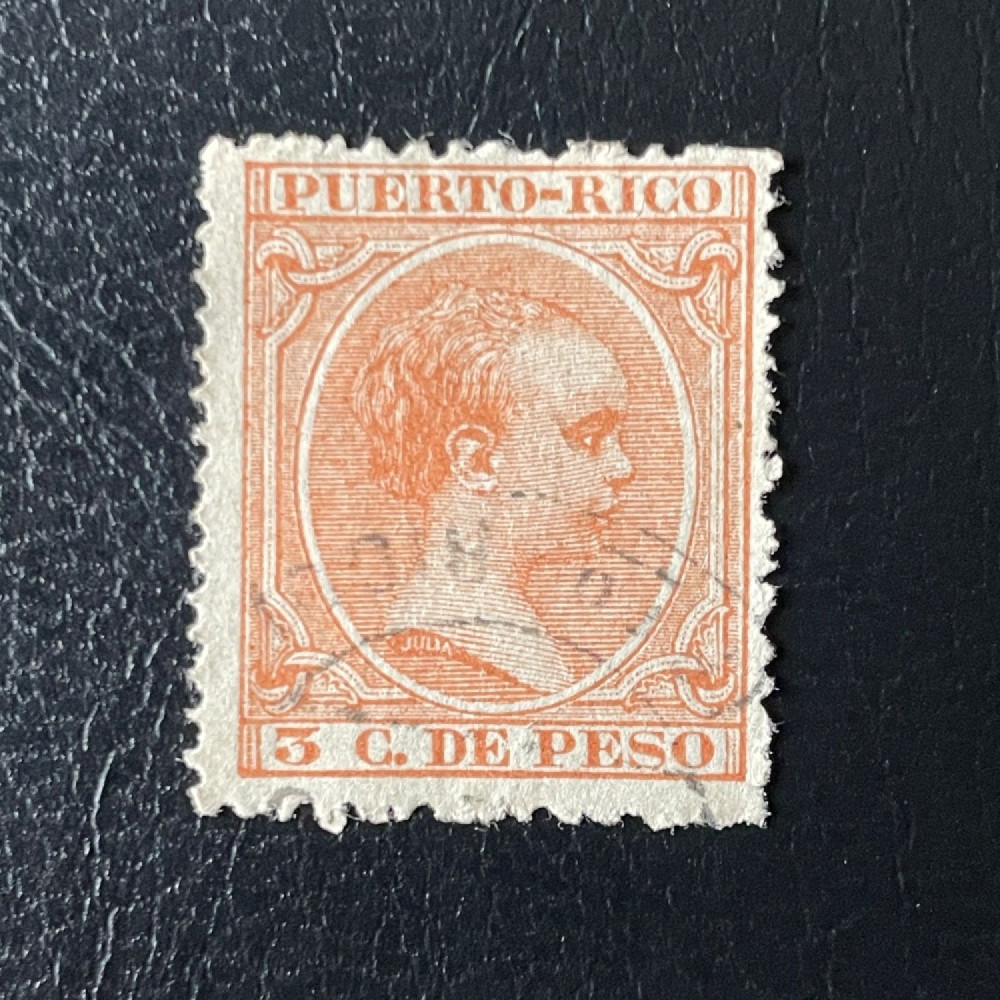 PUERTO-RICO
JULIA
3 C. DE PESO